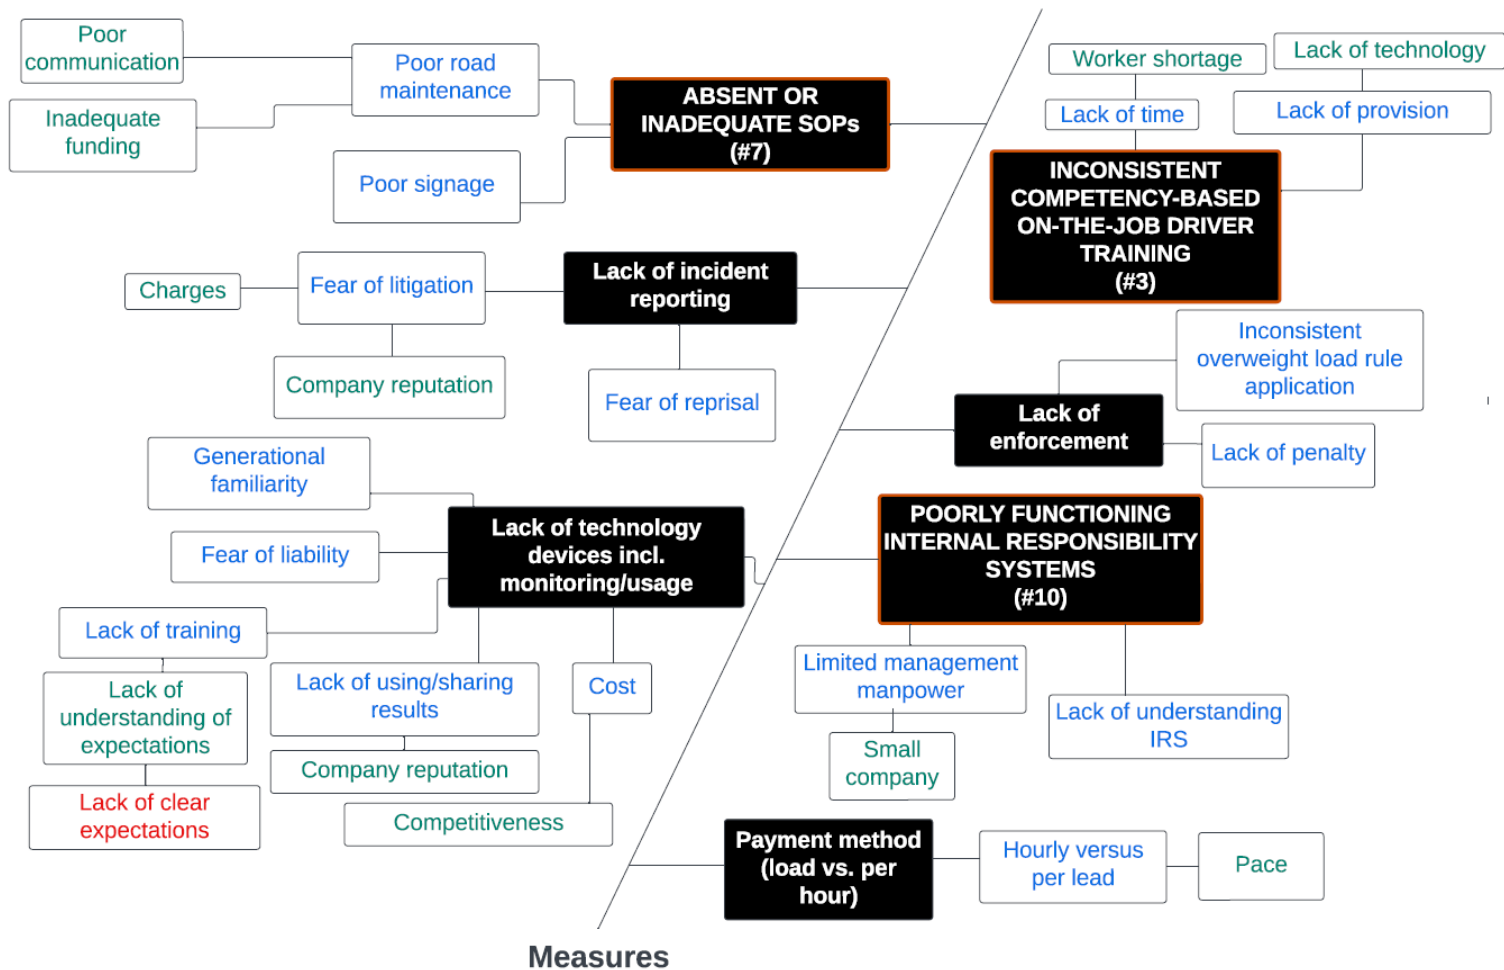 Poor
communication
Inadequate
funding
Poor road
maintenance
Poor signage
ABSENT OR
INADEQUATE SOPs
(#7)
Worker shortage
Lack of technology
Lack of time
Lack of provision
INCONSISTENT
COMPETENCY-BASED
ON-THE-JOB DRIVER
TRAINING
(#3)
Charges
Fear of litigation
Company reputation
Lack of incident
reporting
Fear of reprisal
Inconsistent
overweight load rule
application
Lack of
enforcement
Lack of penalty
Generational
familiarity
Fear of liability
Lack of technology
devices incl.
monitoring/usage
Lack of training
Lack of
understanding of
expectations
Lack of clear
expectations
Lack of using/sharing
results
Company reputation
Cost
Competitiveness
POORLY FUNCTIONING
INTERNAL RESPONSIBILITY
SYSTEMS
(#10)
Limited management
manpower
Small
company
Lack of understanding
IRS
Payment method
(load vs. per
hour)
Hourly versus
per lead
Pace
Measures